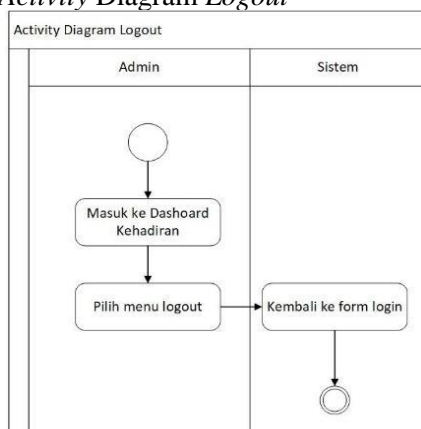 Activity Diagram Logout
Activity Diagram Logout
Admin
Sistem
Masuk ke Dashoard
Kehadiran
Pilih menu logout
Kembali ke form login